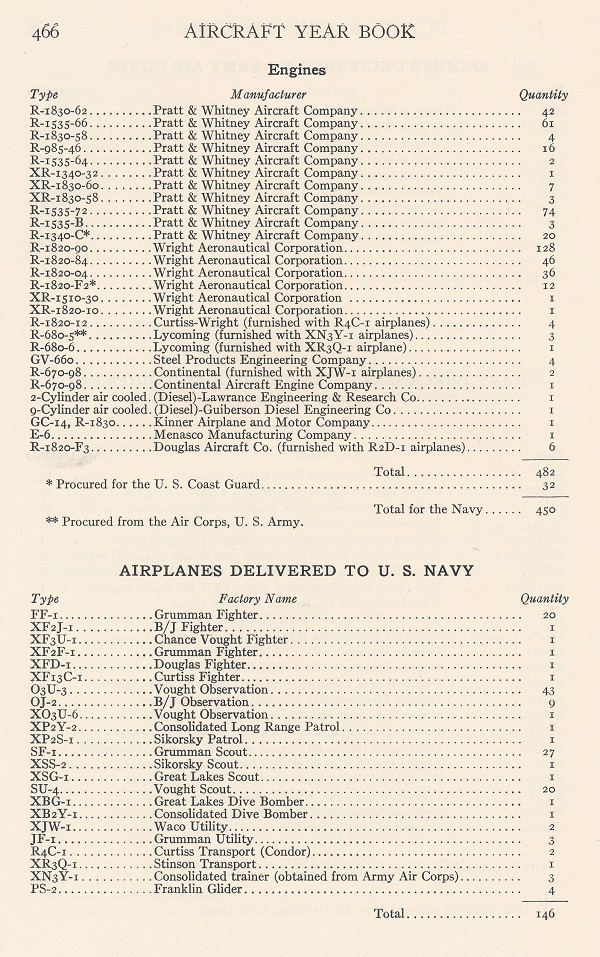 466 AIRCRAFT YEAR BOOK
Engines
Type Manufacturer Quantity
R-1830-62..........Pratt & Whitney Aircraft Company.......................... 42
R-1535-66..........Pratt & Whitney Aircraft Company.......................... 61
R-1830-58..........Pratt & Whitney Aircraft Company.......................... 4
R-985-46...........Pratt & Whitney Aircraft Company.......................... 16
R-1535-64..........Pratt & Whitney Aircraft Company.......................... 2
XR-1340-32........Pratt & Whitney Aircraft Company.......................... 1
XR-1830-60........Pratt & Whitney Aircraft Company.......................... 7
XR-1830-58........Pratt & Whitney Aircraft Company.......................... 3
R-1535-72..........Pratt & Whitney Aircraft Company.......................... 74
R-1535-B...........Pratt & Whitney Aircraft Company.......................... 3
R-1340-C*.........Pratt & Whitney Aircraft Company.......................... 20
R-1820-90..........Wright Aeronautical Corporation............................ 128
R-1820-84..........Wright Aeronautical Corporation............................ 46
R-1820-04..........Wright Aeronautical Corporation............................ 36
R-1820-F2*........Wright Aeronautical Corporation............................ 12
XR-1510-30........Wright Aeronautical Corporation ........................... 1
XR-1820-10........Wright Aeronautical Corporation............................ 1
R-1820-12..........Curtiss-Wright (furnished with R4C-1 airplanes)............... 4
R-680-5**..........Lycoming (furnished with XN3Y-1 airplanes).................. 3
R-680-6............Lycoming (furnished with XR3Q-1 airplane)................... 1
GV-660.............Steel Products Engineering Company......................... 4
R-670-98...........Continental (furnished with XJW-1 airplanes)................. 2
R-670-98...........Continental Aircraft Engine Company........................ 1
2-Cylinder air cooled.(Diesel)-Lawrance Engineering & Research Co................ 1
9-Cylinder air cooled.(Diesel)-Guiberson Diesel Engineering Co.................... 1
GC-14, R-1830......Kinner Airplane and Motor Company........................ 1
E-6.................Menasco Manufacturing Company........................... 1
R-1820-F3..........Douglas Aircraft Co. (furnished with R2D-1 airplanes)......... 6
Total.................. 482
* Procured for the U. S. Coast Guard........................................ 32
Total for the Navy...... 450
** Procured from the Air Corps, U. S. Army.
AIRPLANES DELIVERED TO U. S. NAVY
Type Factory Name Quantity
FF-1...............Grumman Fighter.......................................... 20
XF2J-1.............B/J Fighter................................................ 1
XF3U-1............Chance Vought Fighter..................................... 1
XF2F-1............Grumman Fighter.......................................... 1
XFD-1.............Douglas Fighter............................................ 1
XF13C-1...........Curtiss Fighter............................................. 1
O3U-3..............Vought Observation........................................ 43
OJ-2................B/J Observation........................................... 9
XO3U-6............Vought Observation........................................ 1
XP2Y-2............Consolidated Long Range Patrol............................. 1
XP2S-1.............Sikorsky Patrol............................................ 1
SF-1................Grumman Scout........................................... 27
XSS-2..............Sikorsky Scout............................................. 1
XSG-1..............Great Lakes Scout.......................................... 1
SU-4................Vought Scout.............................................. 20
XBG-1.............Great Lakes Dive Bomber................................... 1
XB2Y-1............Consolidated Dive Bomber.................................. 1
XJW-1.............Waco Utility............................................... 2
JF-1................Grumman Utility........................................... 3
R4C-1..............Curtiss Transport (Condor).................................. 2
XR3Q-1............Stinson Transport.......................................... 1
XN3Y-1............Consolidated trainer (obtained from Army Air Corps).......... 3
PS-2................Franklin Glider............................................ 4
Total.................. 146